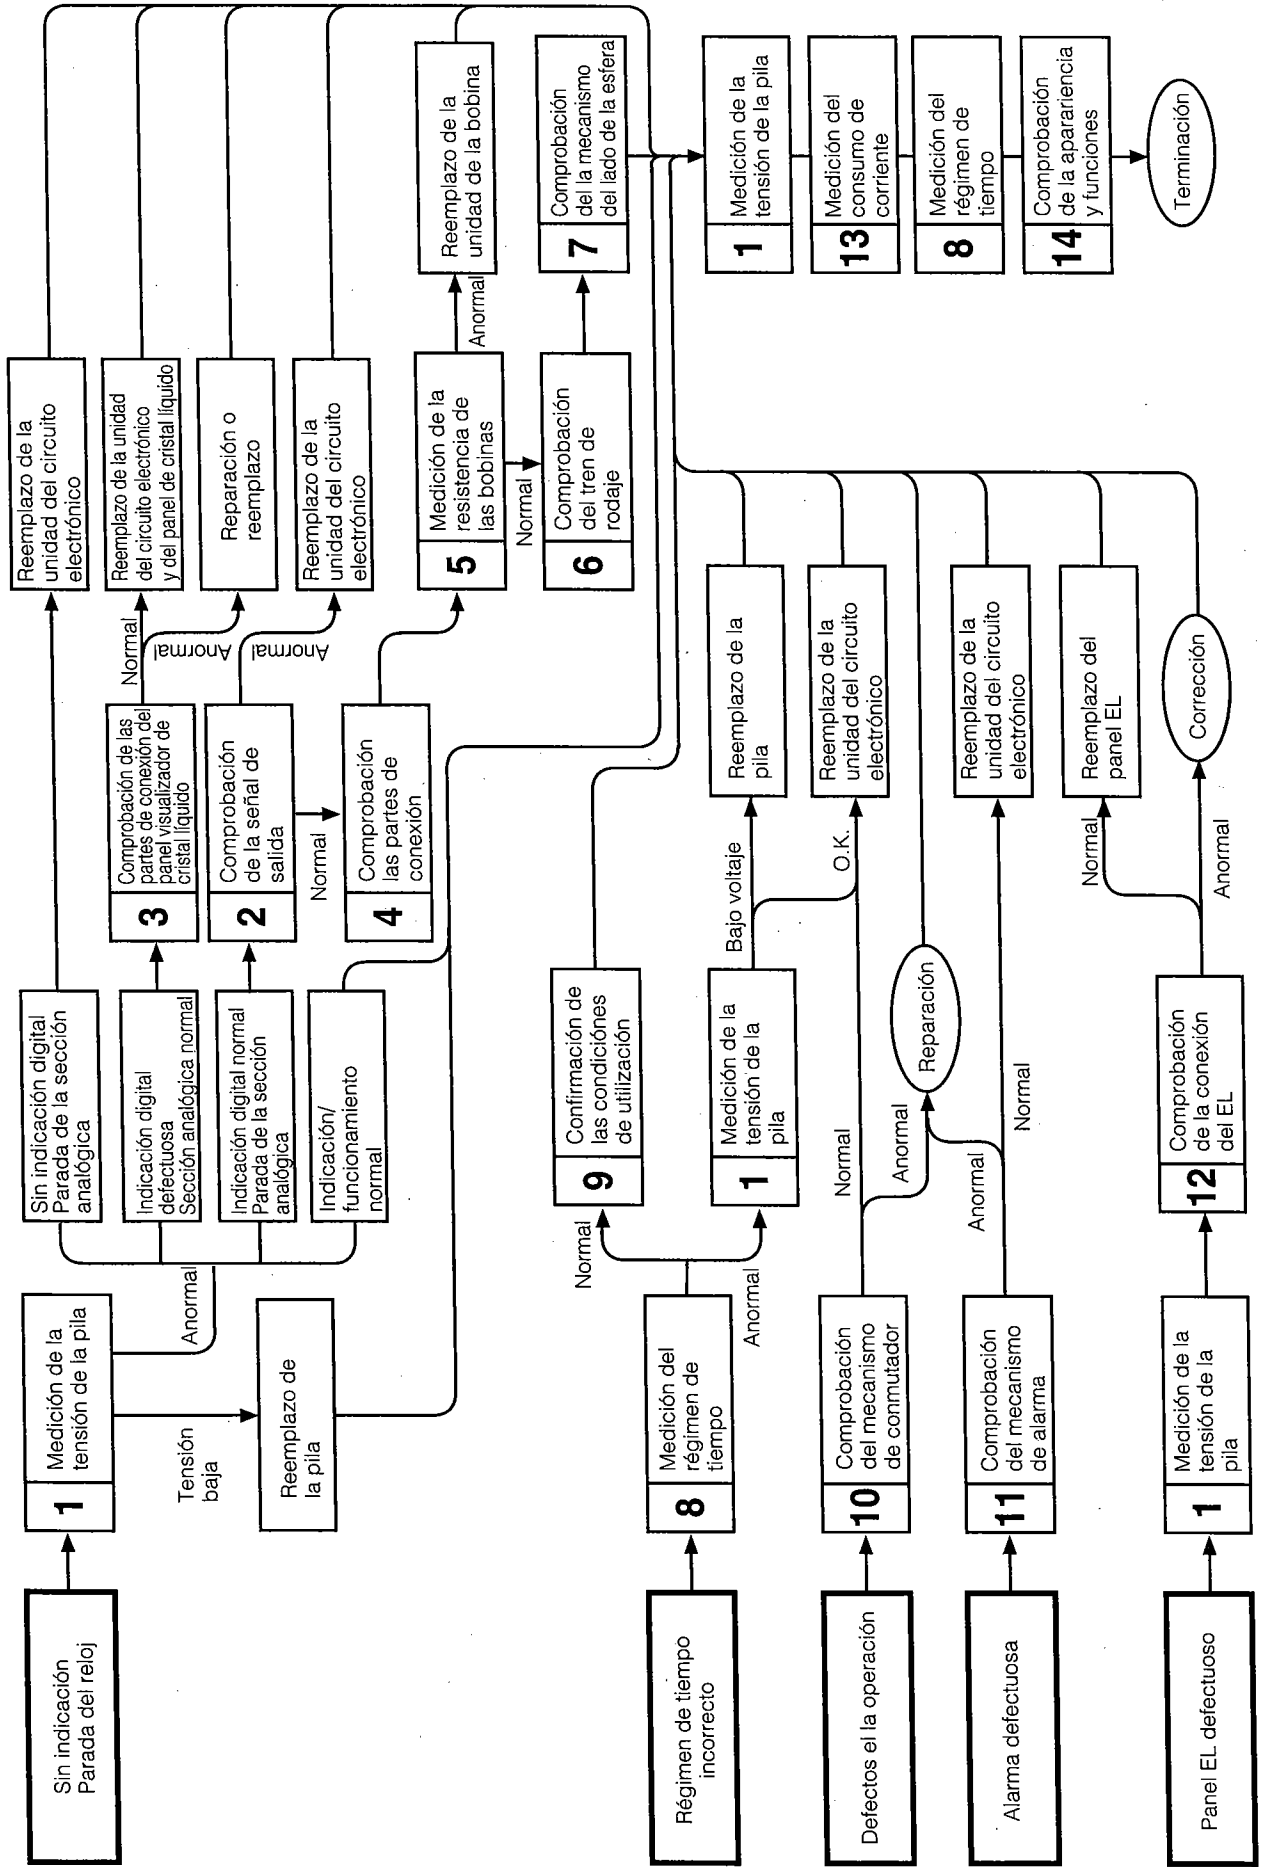 Sin indicación
Parada del reloj
1
Medición de la
tensión de la pila
Tensión
baja
Anormal
Reemplazo de
la pila
Sin indicación digital
Parada de la sección
analógica
Indicación digital
defectuosa
Sección analógica normal
Indicación digital normal
Parada de la sección
analógica
Indicación/
funcionamiento
normal
3
Comprobación de las
partes de conexión del
panel visualizador de
cristal líquido
Normal
Anormal
2
Comprobación
de la señal de
salida
Anormal
Anormal
Normal
4
Comprobación
las partes de
conexión
Reemplazo de la
unidad del circuito
electrónico
Reemplazo de la unidad
del circuito electrónico
y del panel de cristal líquido
Reparación o
reemplazo
Reemplazo de la
unidad del circuito
electrónico
5
Medición de la
resistencia de
las bobinas
Anormal
Normal
Reemplazo de la
unidad de la bobina
6
Comprobación
del tren de
rodaje
7
Comprobación
del la mecanismo
del lado de la esfera
Régimen de tiempo
incorrecto
8
Medición del
régimen de
tiempo
Normal
Anormal
9
Confirmación de
las condiciónes
de utilización
1
Medición de la
tensión de la
pila
Bajo voltaje
O.K.
Reemplazo de la
pila
Defectos el la operación
10
Comprobación
del mecanismo
de conmutador
Normal
Anormal
Reparación
Reemplazo de la
unidad del circuito
electrónico
Alarma defectuosa
11
Comprobación
del mecanismo
de alarma
Anormal
Normal
Reemplazo de la
unidad del circuito
electrónico
Panel EL defectuoso
1
Medición de la
tensión de la
pila
12
Comprobación
de la conexión
del EL
Normal
Anormal
Reemplazo del
panel EL
Corrección
1
Medición de la
tensión de la pila
13
Medición del
consumo de
corriente
8
Medición del
régimen de
tiempo
14
Comprobación
de la aparariencia
y funciones
Terminación